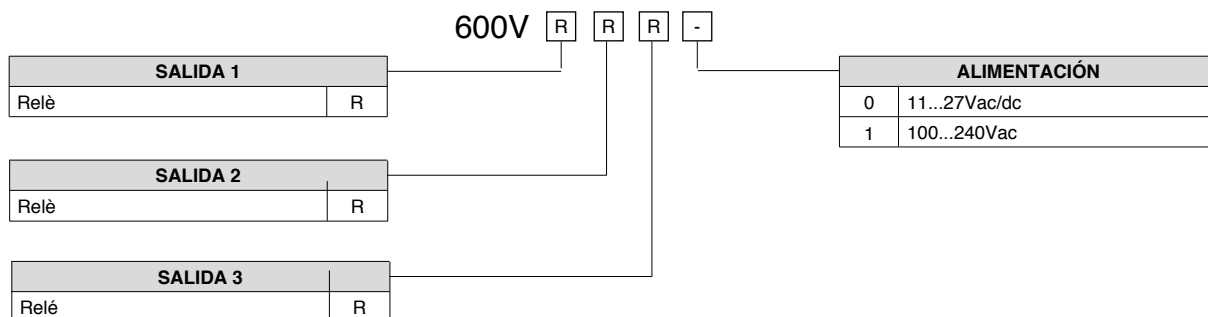 600V R R R -
SALIDA 1
Relè R
ALIMENTACIÓN
0 11...27Vac/dc
1 100...240Vac
SALIDA 2
Relè R
SALIDA 3
Relé R